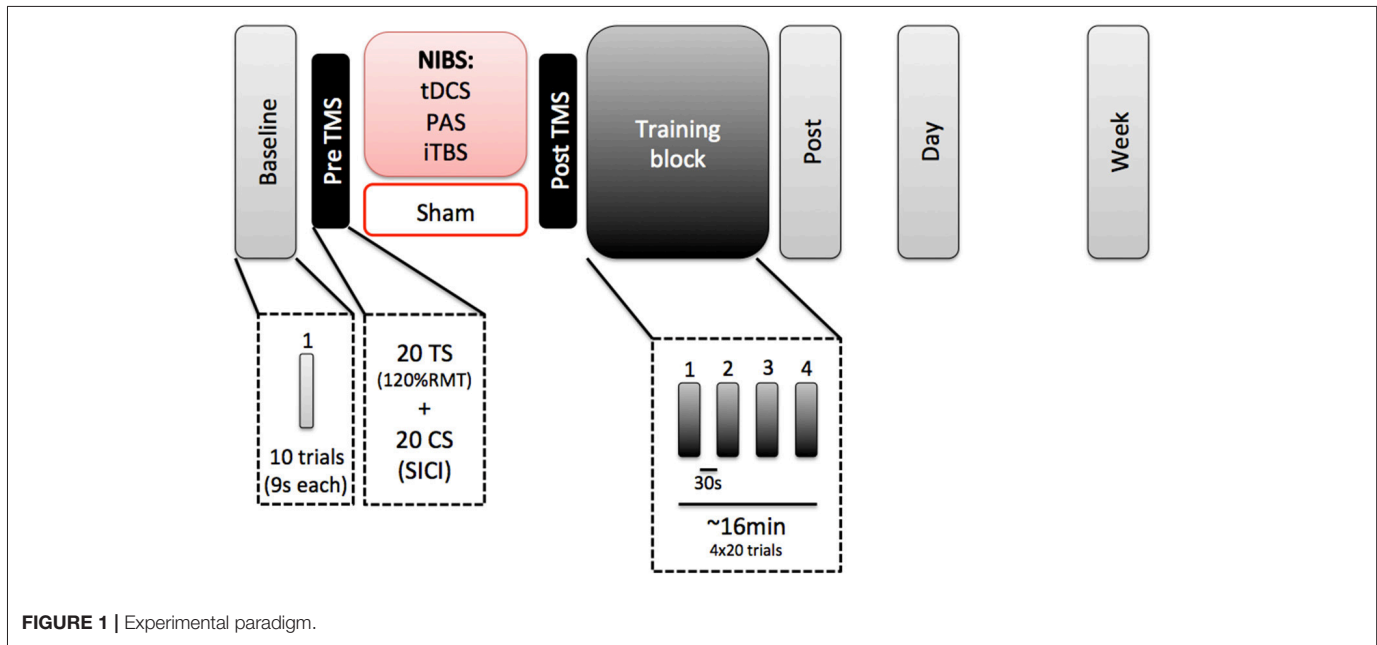 Baseline
Pre TMS
NIBS:
tDCS
PAS
iTBS
Sham
Post TMS
Training
block
Post
Day
Week
1
10 trials
(9s each)
20 TS
(120%RMT)
+
20 CS
(SICI)
1 2 3 4
30s
~16min
4x20 trials
FIGURE 1 | Experimental paradigm.